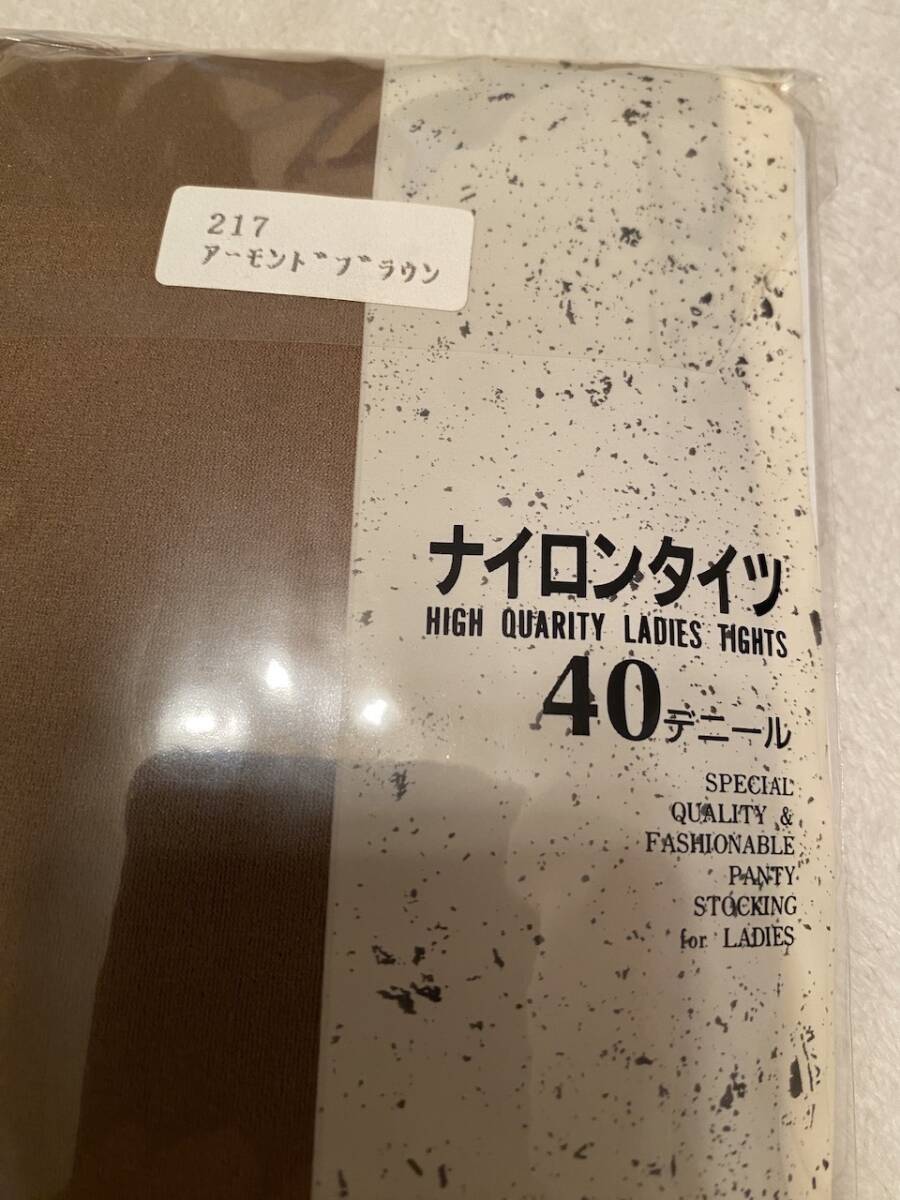 217
アーモンドブラウン
ナイロンタイツ
HIGH QUARITY LADIES TIGHTS
40デニール
SPECIAL
QUALITY &
FASHIONABLE
PANTY
STOCKING
for LADIES